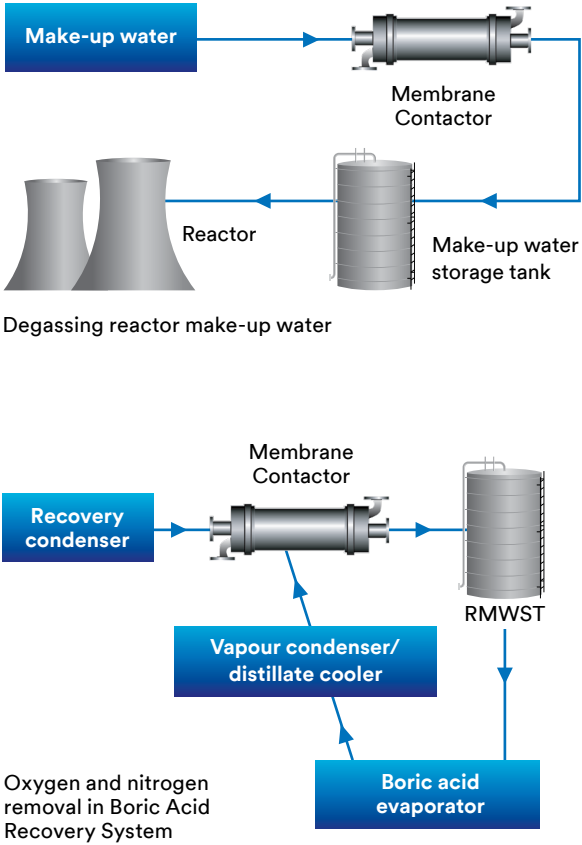 Make-up water
Membrane
Contactor
Reactor
Make-up water
storage tank
Degassing reactor make-up water
Membrane
Contactor
Recovery
condenser
RMWST
Vapour condenser/
distillate cooler
Boric acid
evaporator
Oxygen and nitrogen
removal in Boric Acid
Recovery System